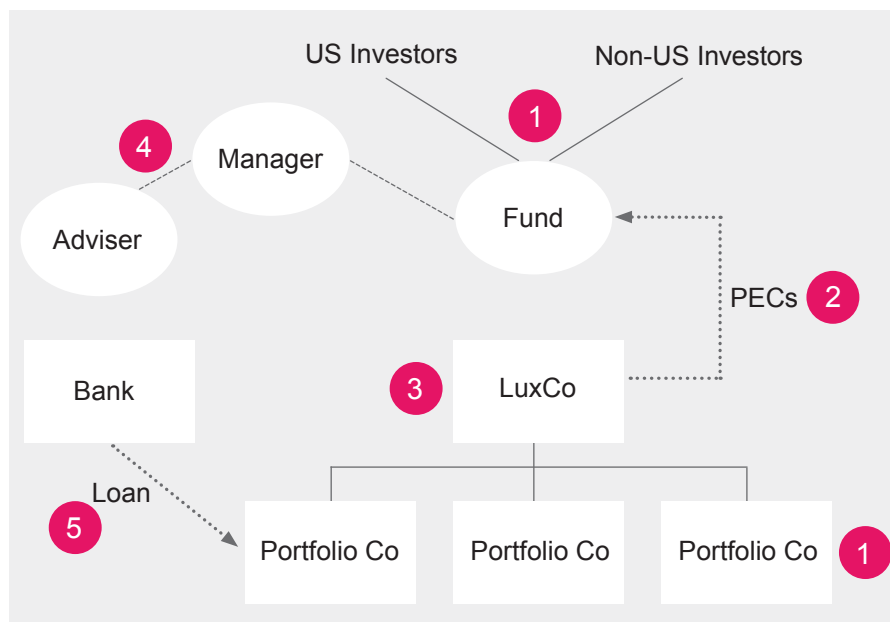 US Investors
Non-US Investors
1
4
Manager
Fund
Adviser
PECs
2
Bank
3
LuxCo
Loan
5
Portfolio Co
Portfolio Co
Portfolio Co
1